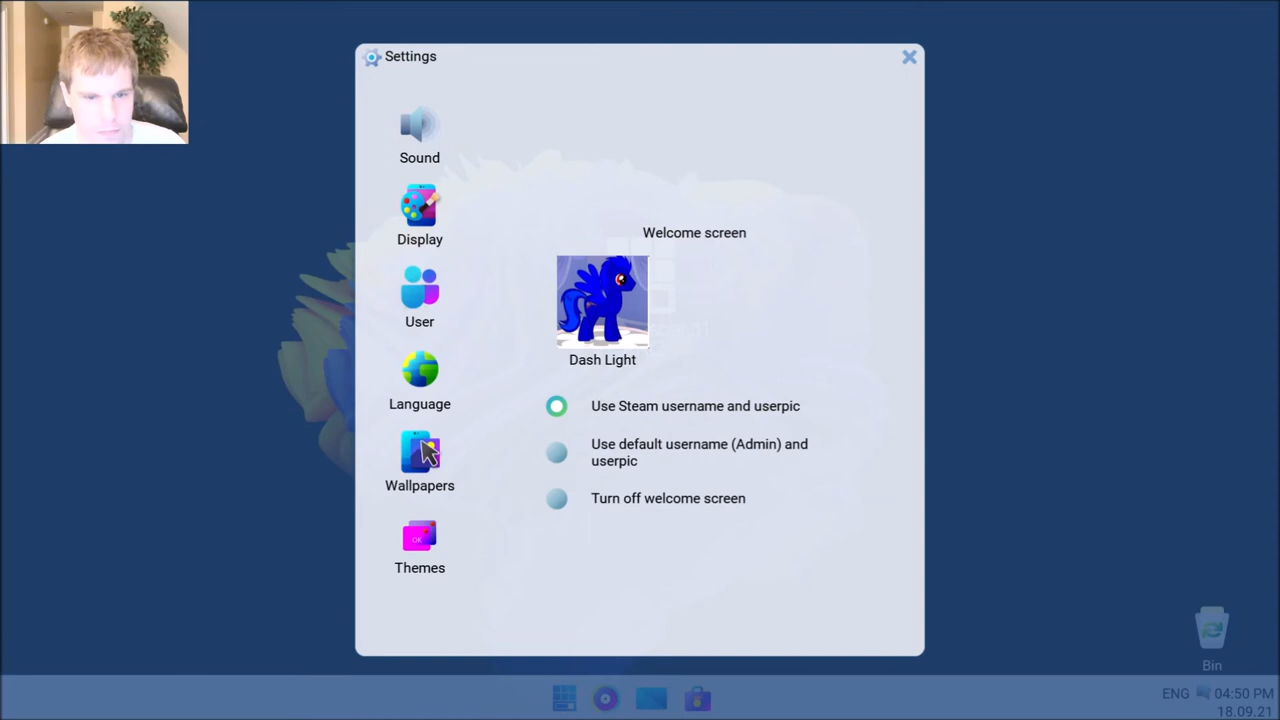 Settings
Sound
Display
User
Language
Wallpapers
Themes
Welcome screen
Dash Light
Use Steam username and userpic
Use default username (Admin) and
userpic
Turn off welcome screen
OK
Bin
ENG
04:50 PM
18.09.21